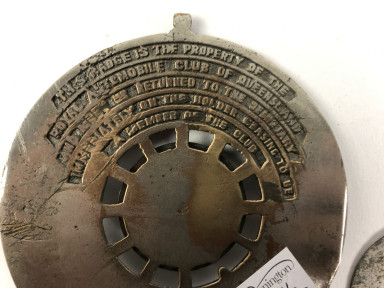 THIS BADGE IS THE PROPERTY OF THE
ROYAL AUTOMOBILE CLUB OF QUEENSLAND
AND MUST BE RETURNED TO THE SECRETARY
IMMEDIATELY ON THE HOLDER CEASING TO BE
A MEMBER OF THE CLUB